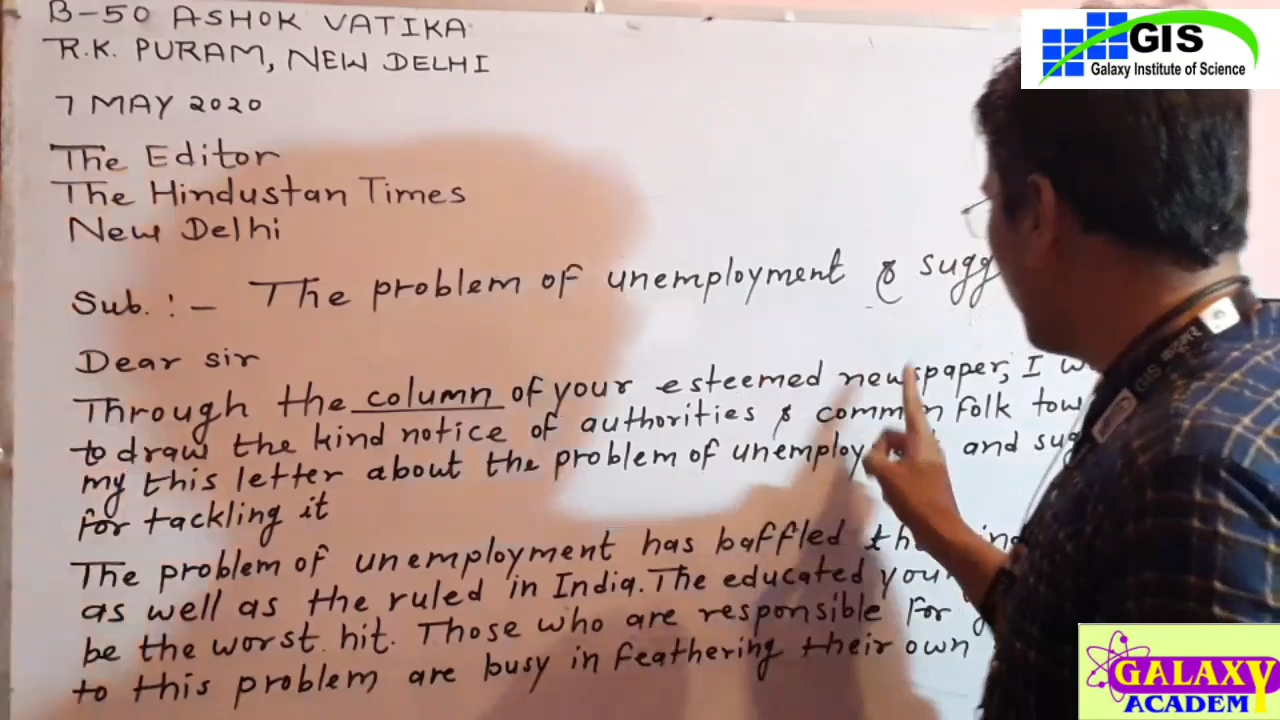 B-50 ASHOK VATIKA
R.K. PURAM, NEW DELHI
7 MAY 2020
The Editor
The Hindustan Times
New Delhi
Sub. :- The problem of unemployment & sugg
Dear sir
Through the column of your esteemed newspaper, I w
to draw the kind notice of authorities & common folk tow
my this letter about the problem of unemploy and sug
for tackling it
The problem of unemployment has baffled th
as well as the ruled in India. The educated you
be the worst hit. Those who are responsible for
to this problem are busy in feathering their own
GIS
Galaxy Institute of Science
GIS
GALAXY
ACADEM